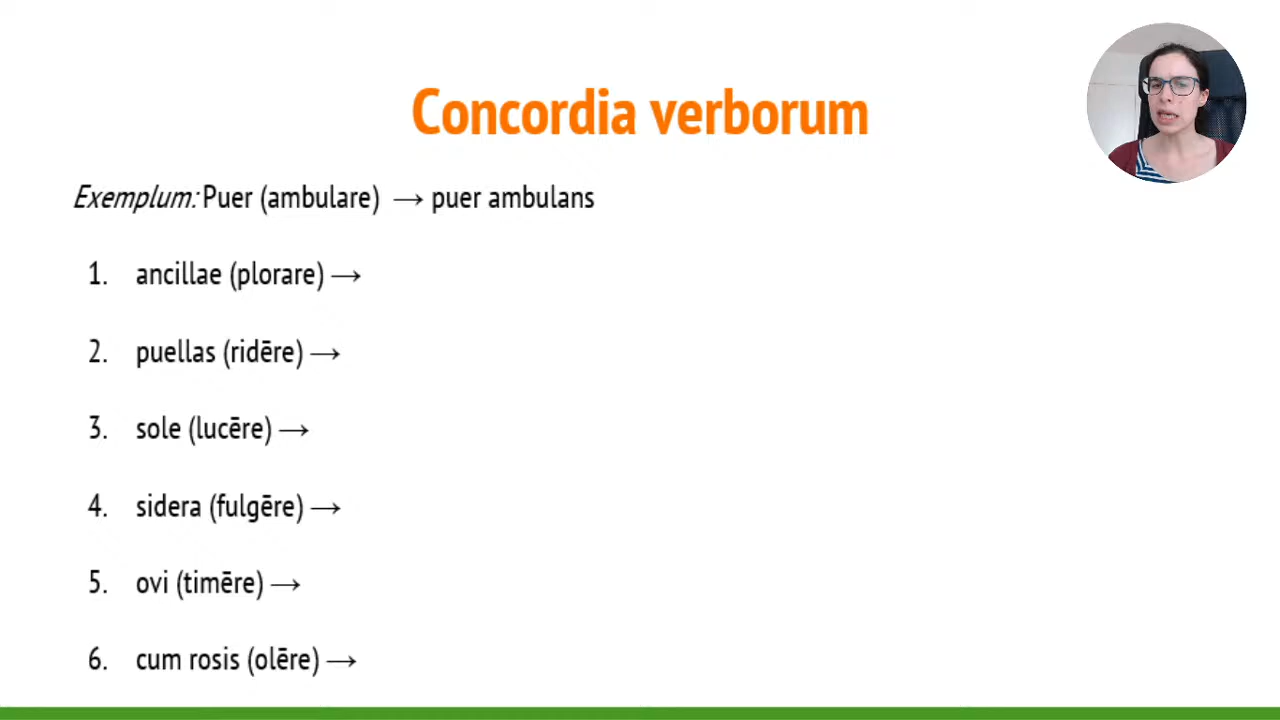 Concordia verborum
Exemplum: Puer (ambulare) → puer ambulans
1. ancillae (plorare) →
2. puellas (ridēre) →
3. sole (lucēre) →
4. sidera (fulgēre) →
5. ovi (timēre) →
6. cum rosis (olēre) →